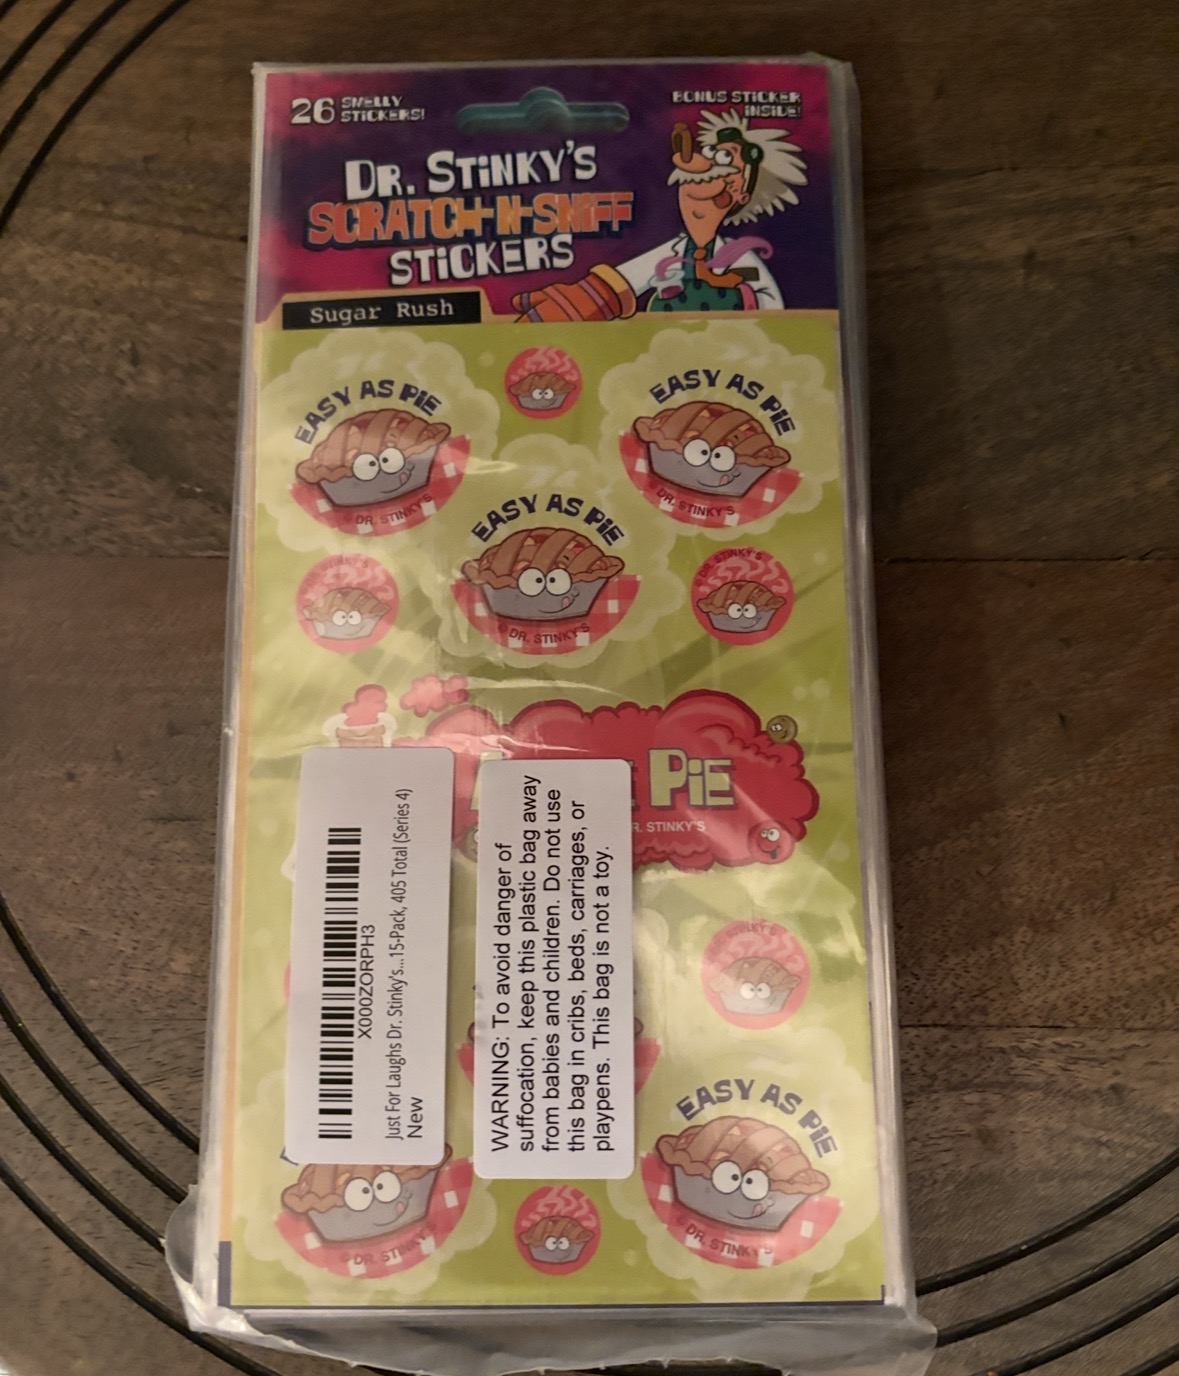 26 SMELLY
STICKERS!
BONUS STICKER
INSIDE!
DR. STiNKY'S
SCRATCH-N-SNIFF
STiCKERS
Sugar Rush
EASY AS PiE
DR. STINKY'S
EASY AS PiE
DR. STINKY'S
EASY AS PiE
© DR. STINKY'S
DR. STINKY'S
DR. STINKY'S
PiE
R. STINKY'S
X000ZORPH3
Just For Laughs Dr. Stinky's...15-Pack, 405 Total (Series 4)
New
WARNING: To avoid danger of
suffocation, keep this plastic bag away
from babies and children. Do not use
this bag in cribs, beds, carriages, or
playpens. This bag is not a toy.
DR. STINKY'S
© DR. STINKY'S
EASY AS PiE
© DR. STINKY'S